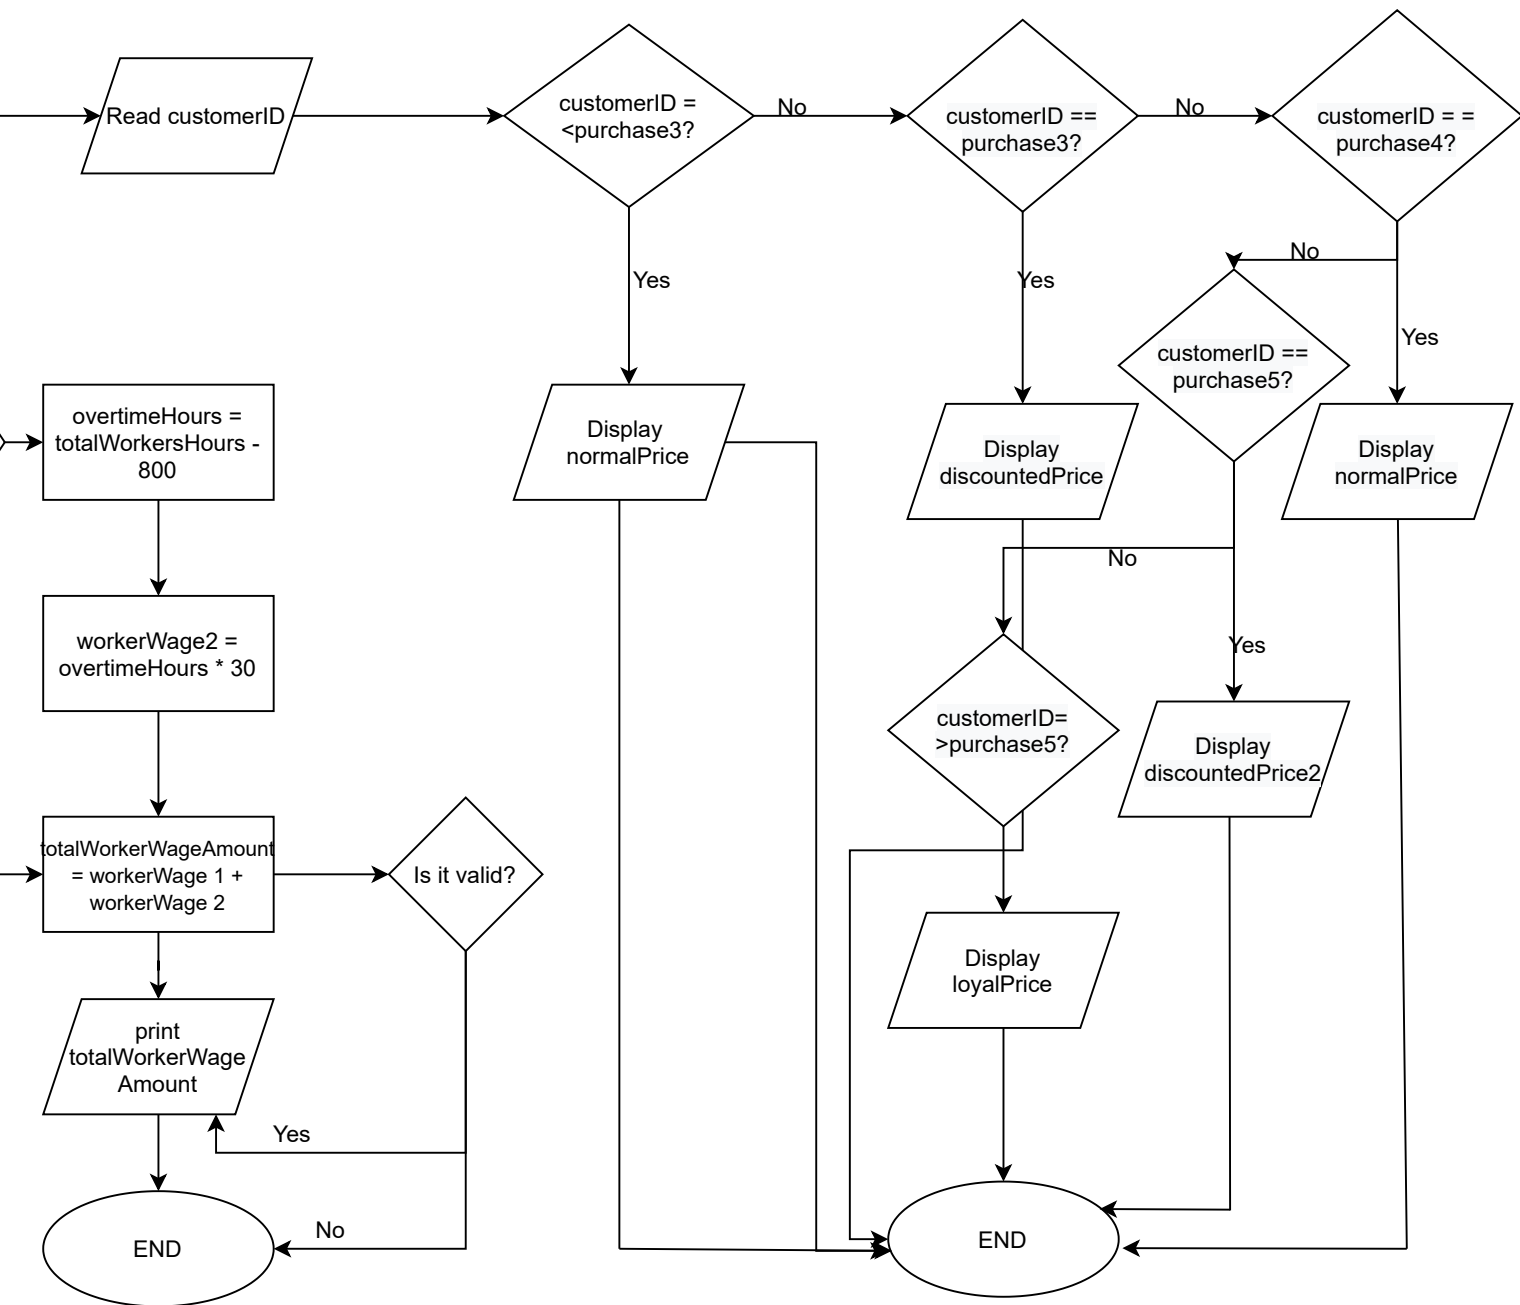 Read customerID
customerID =
<purchase3?
No
customerID ==
purchase3?
No
customerID = =
purchase4?
Yes
Yes
No
Yes
customerID ==
purchase5?
overtimeHours =
totalWorkersHours -
800
Display
normalPrice
Display
discountedPrice
Display
normalPrice
No
workerWage2 =
overtimeHours * 30
Yes
customerID=
>purchase5?
Display
discountedPrice2
totalWorkerWageAmount
= workerWage 1 +
workerWage 2
Is it valid?
Display
loyalPrice
print
totalWorkerWage
Amount
Yes
No
END
END